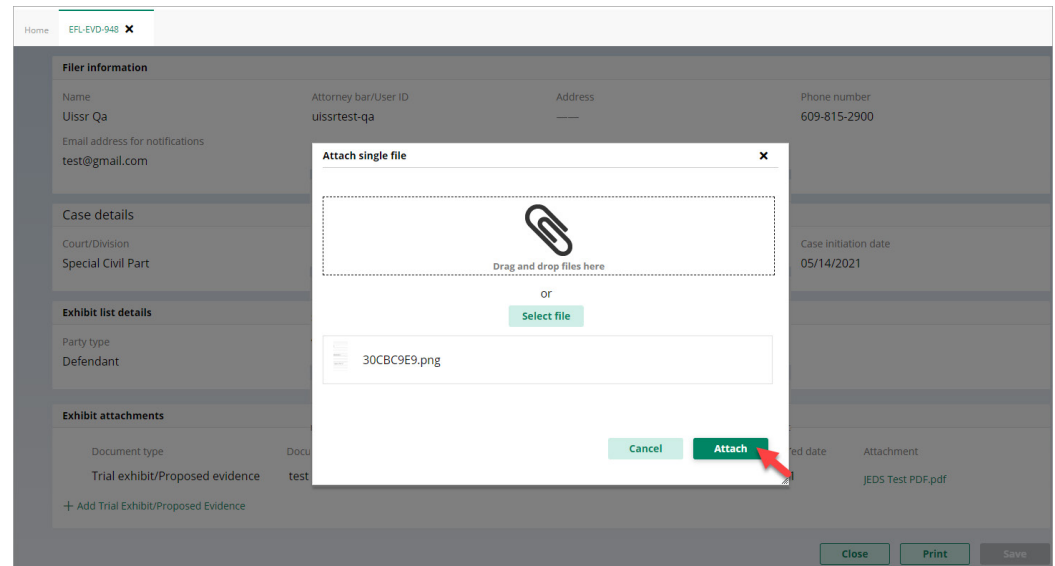 Home EFL-EVD-948 ✖
Filer information
Name Attorney bar/User ID Address Phone number
Uissr Qa uissrtest-qa —— 609-815-2900
Email address for notifications
test@gmail.com
Attach single file ×
Drag and drop files here
or
Select file
30CBC9E9.png
Cancel Attach
Case details
Court/Division Case initiation date
Special Civil Part 05/14/2021
Exhibit list details
Party type
Defendant
Exhibit attachments
Document type Docu ed date Attachment
Trial exhibit/Proposed evidence test JEDS Test PDF.pdf
+ Add Trial Exhibit/Proposed Evidence
Close Print Save